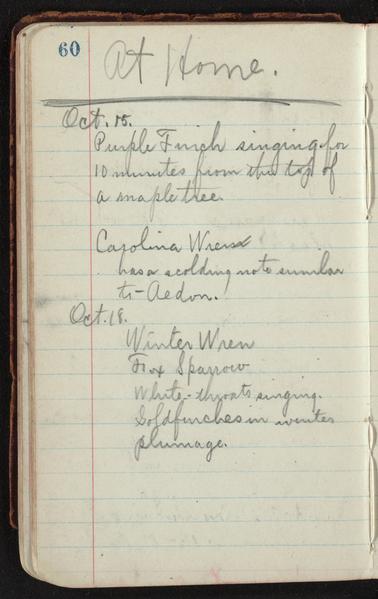 60
At Home.
Oct. 15.
Purple Finch singing for
10 minutes from the top of
a maple tree.
Carolina Wren
has a scolding note similar
to Aedon.
Oct. 18.
Winter Wren
Fox Sparrow
White-throats singing.
Goldfinches in winter
plumage.